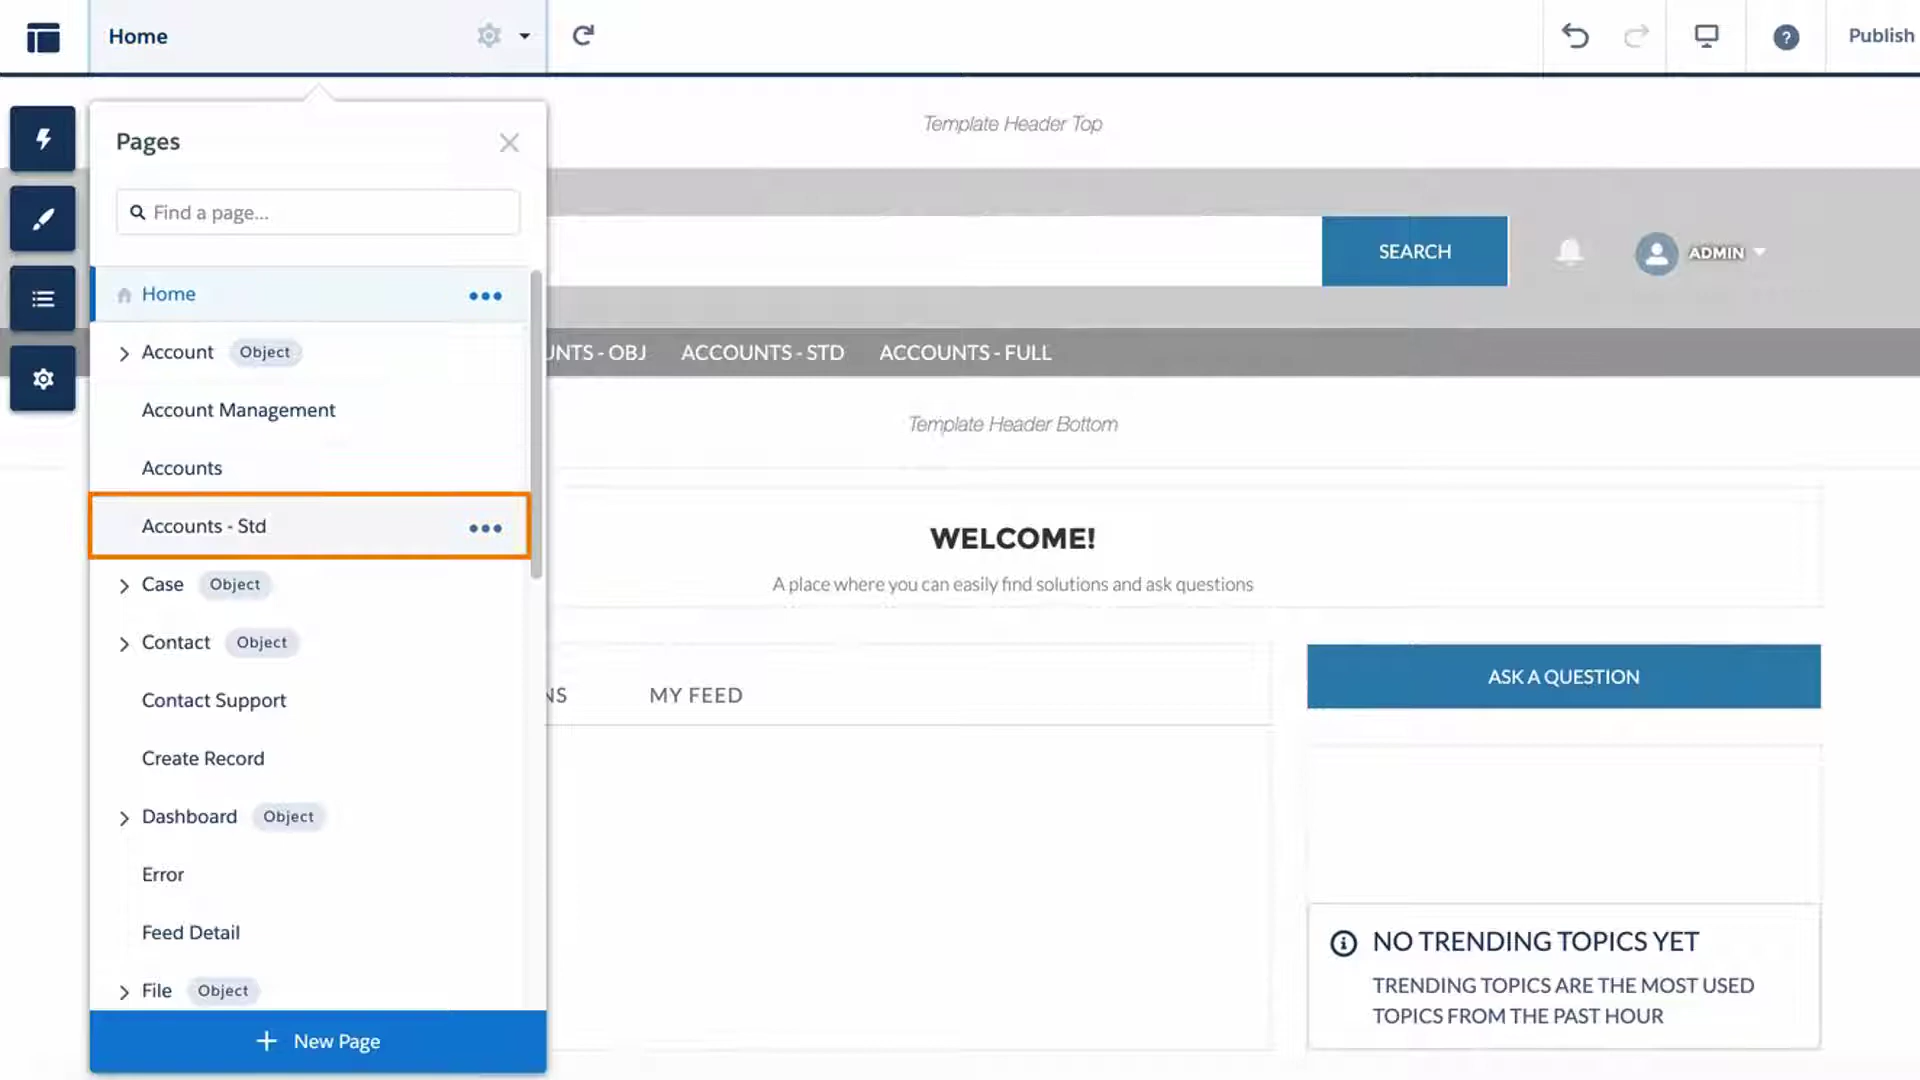 Home
?
Publish
Pages
Find a page...
Home
Account Object
Account Management
Accounts
Accounts - Std
Case Object
Contact Object
Contact Support
Create Record
Dashboard Object
Error
Feed Detail
File Object
New Page
Template Header Top
SEARCH
ADMIN
UNTS - OBJ ACCOUNTS - STD ACCOUNTS - FULL
Template Header Bottom
WELCOME!
A place where you can easily find solutions and ask questions
NS MY FEED
ASK A QUESTION
NO TRENDING TOPICS YET
TRENDING TOPICS ARE THE MOST USED
TOPICS FROM THE PAST HOUR